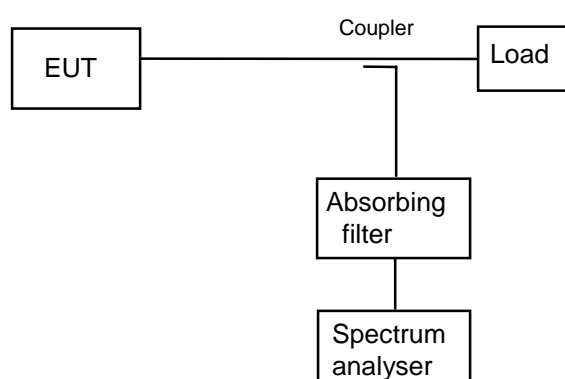 Coupler
EUT
Load
Absorbing
filter
Spectrum
analyser